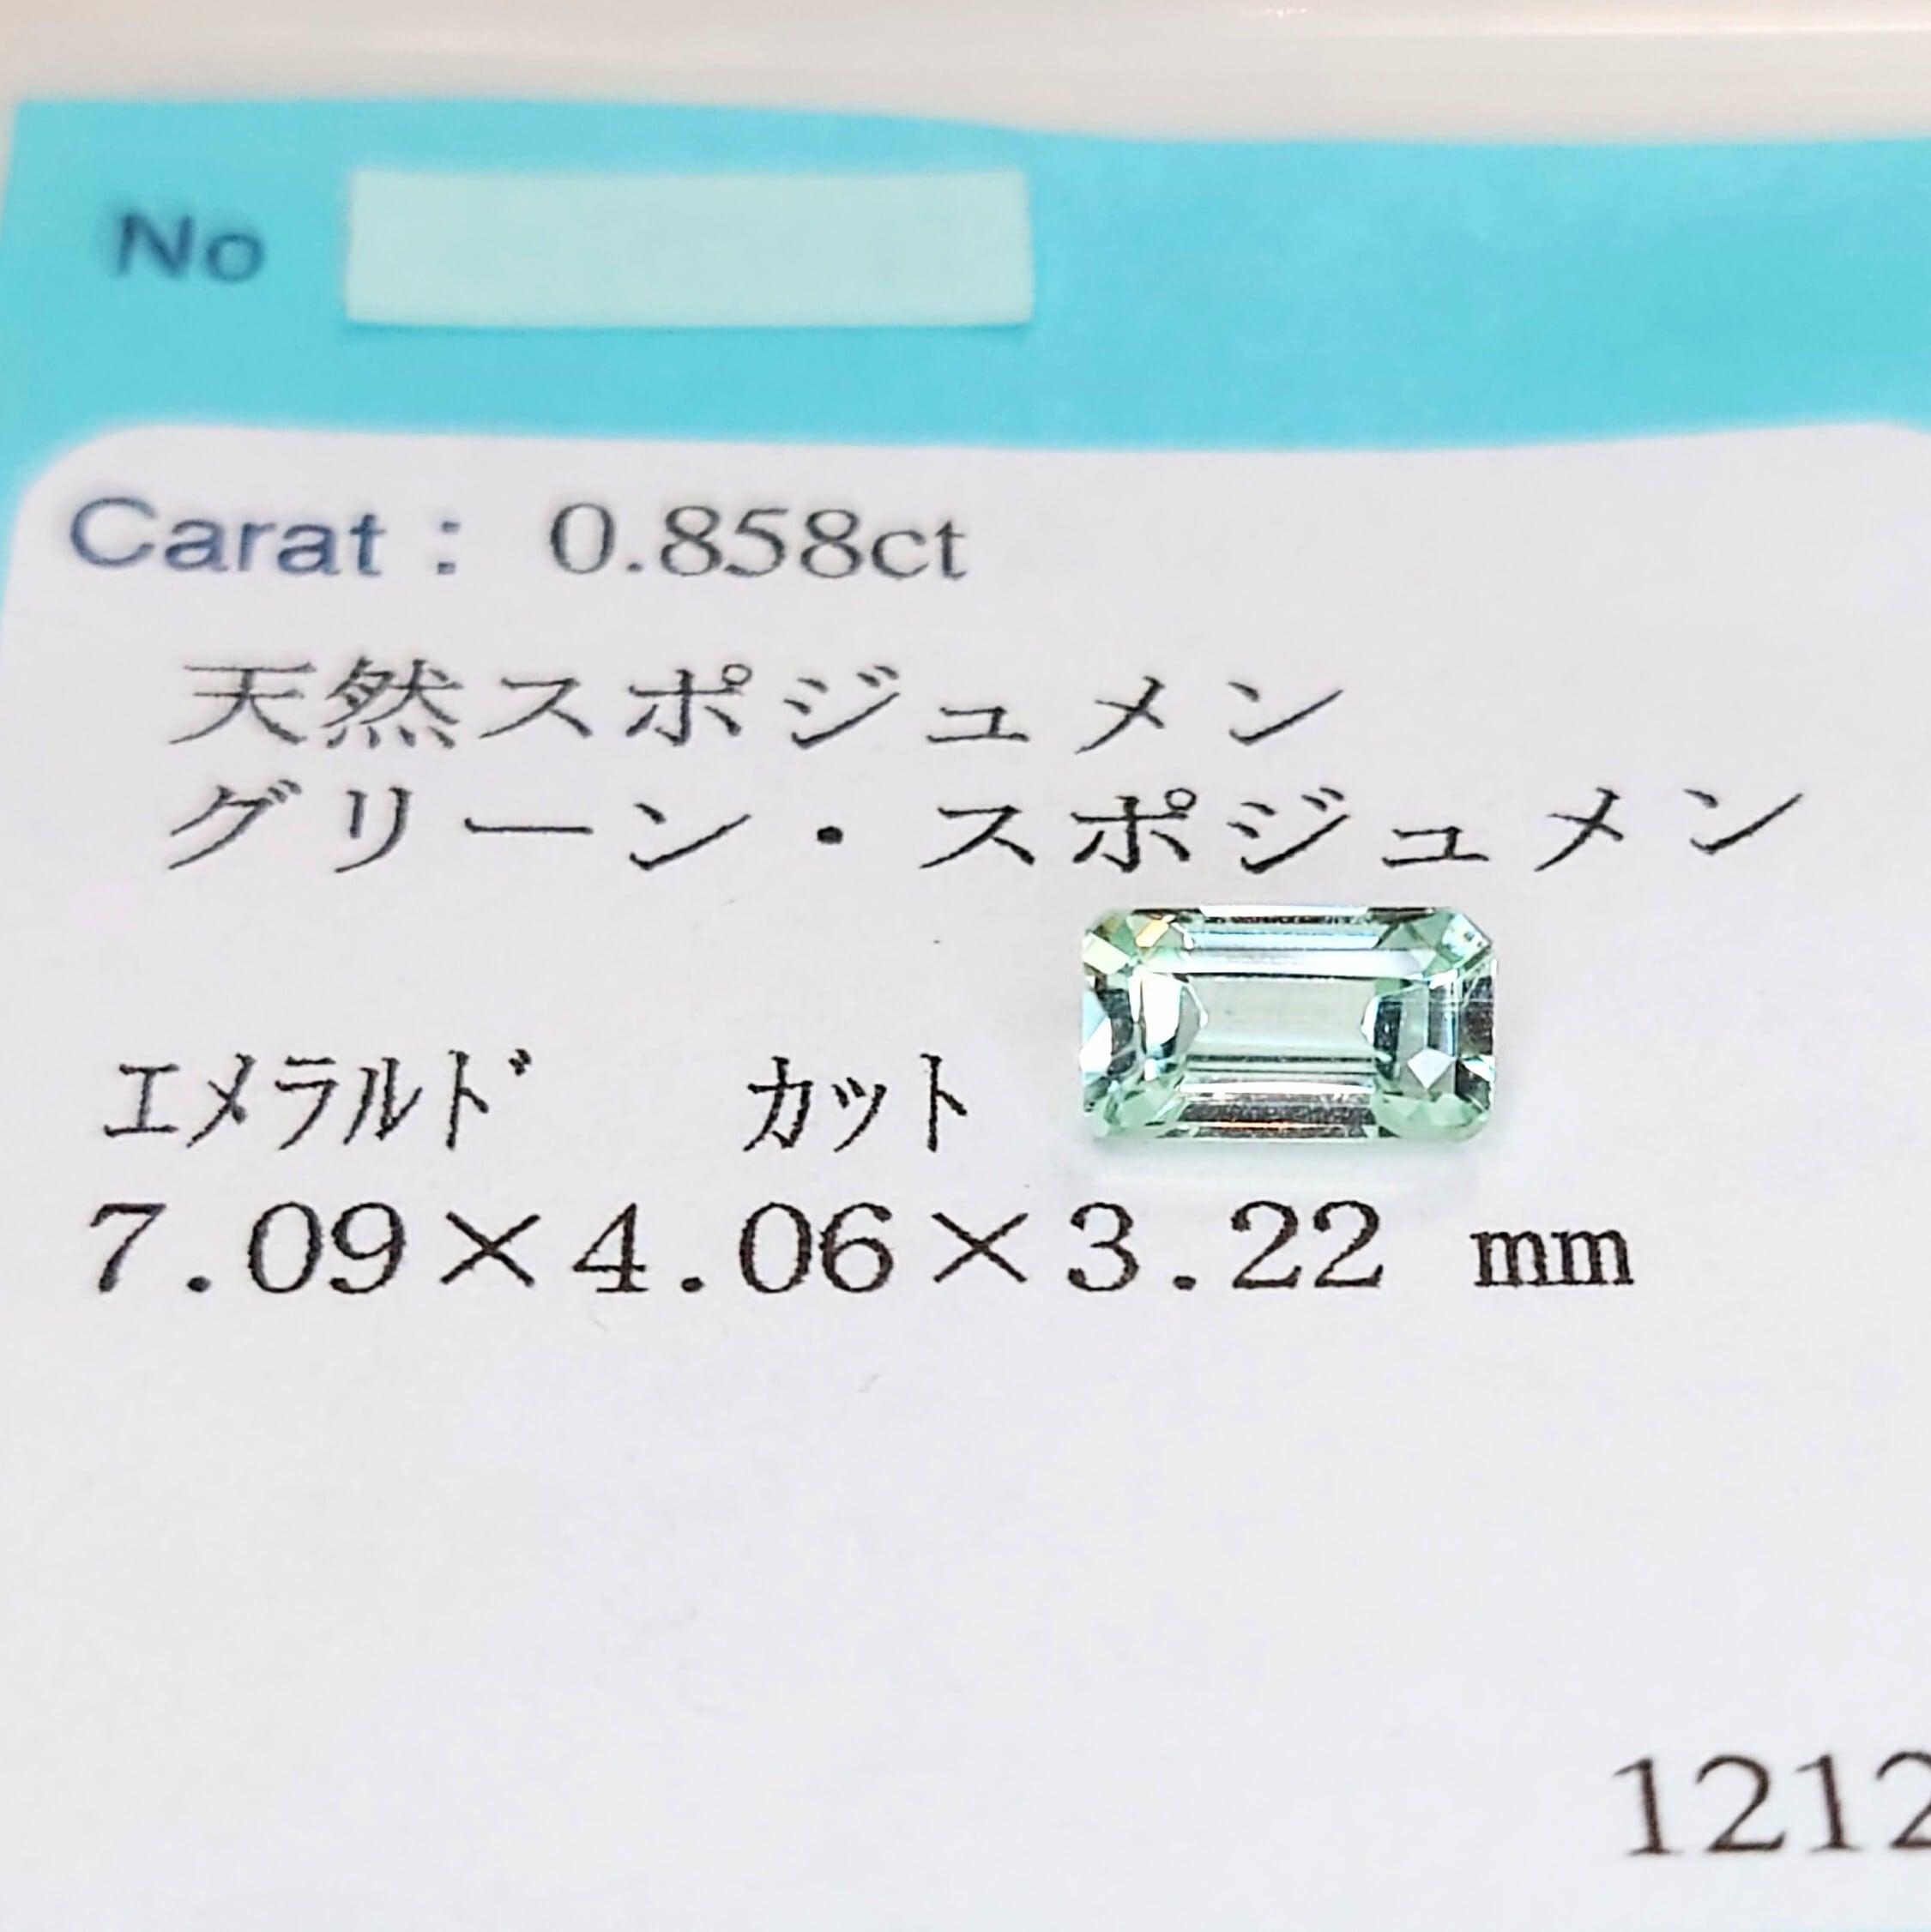 No
Carat : 0.858ct
天然スポジュメン
グリーン・スポジュメン
ｴﾒﾗﾙﾄﾞ ｶｯﾄ
7.09×4.06×3.22 mm
1212